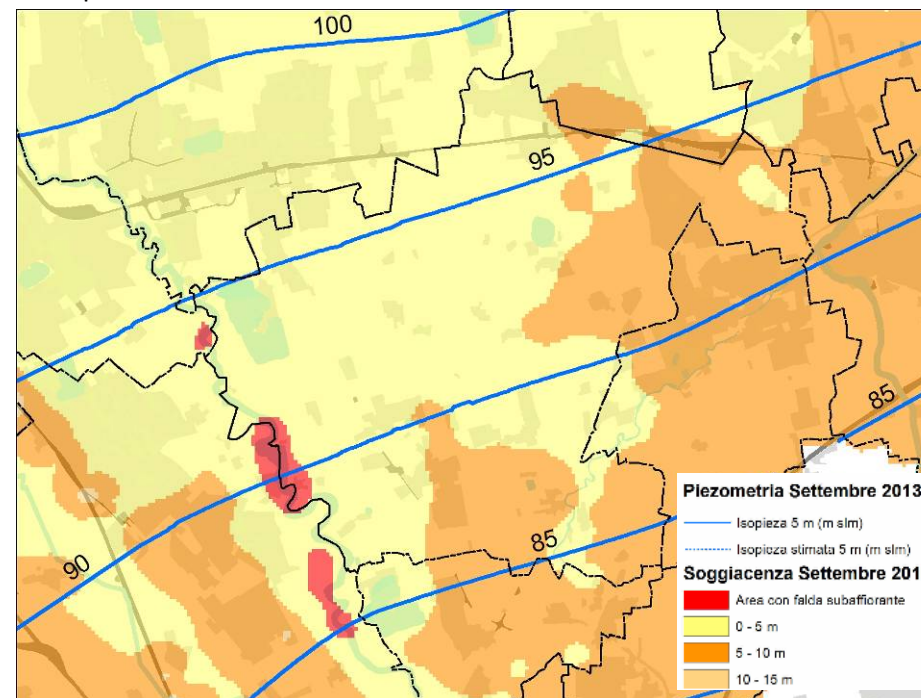 100
95
90
85
85
Piezometria Settembre 2013
Isopieza 5 m (m slm)
Isopieza stimata 5 m (m slm)
Soggiacenza Settembre 201
Area con falda subaffiorante
0 - 5 m
5 - 10 m
10 - 15 m